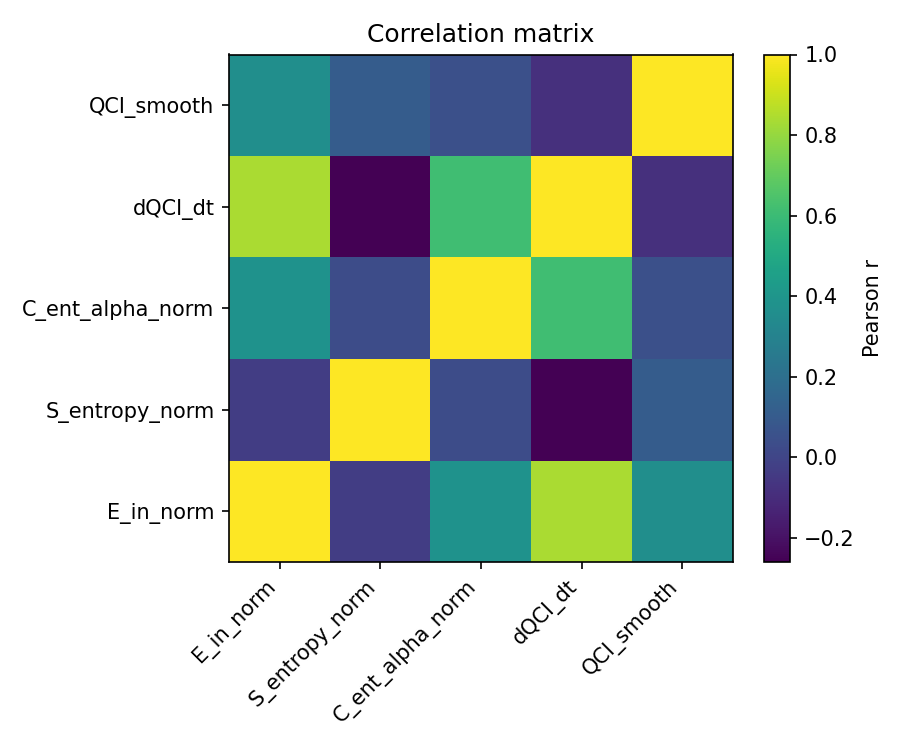 Correlation matrix
QCI_smooth
dQCI_dt
C_ent_alpha_norm
S_entropy_norm
E_in_norm
E_in_norm
S_entropy_norm
C_ent_alpha_norm
dQCI_dt
QCI_smooth
1.0
0.8
0.6
0.4
0.2
0.0
−0.2
Pearson r